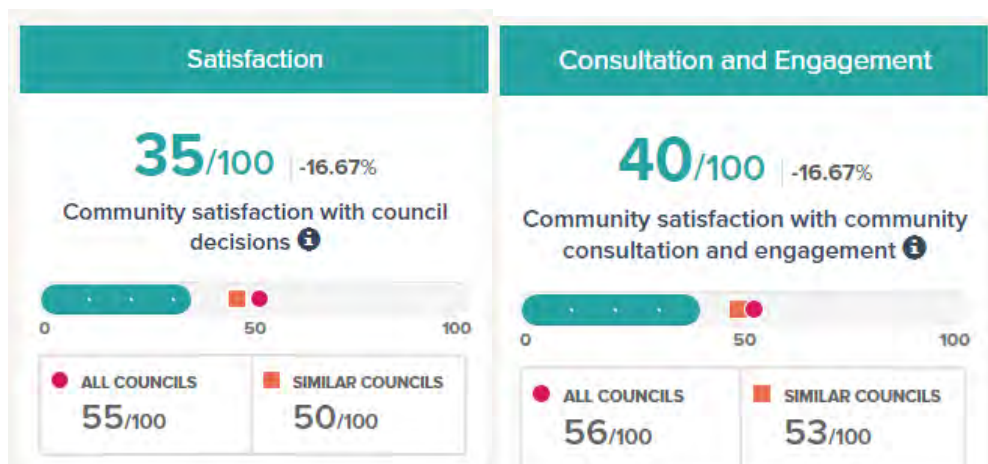 Satisfaction
35/100 -16.67%
Community satisfaction with council
decisions i
0 50 100
ALL COUNCILS
55/100
SIMILAR COUNCILS
50/100
Consultation and Engagement
40/100 -16.67%
Community satisfaction with community
consultation and engagement i
0 50 100
ALL COUNCILS
56/100
SIMILAR COUNCILS
53/100